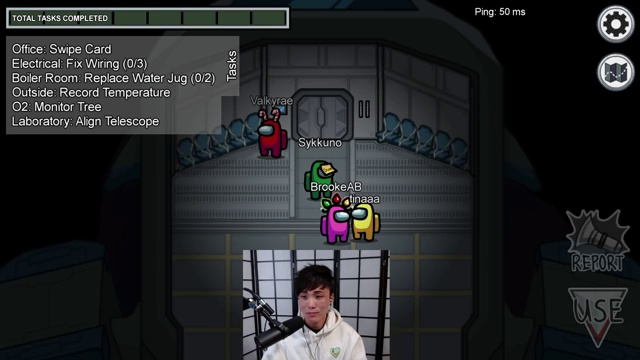 TOTAL TASKS COMPLETED
Ping: 50 ms
Office: Swipe Card
Electrical: Fix Wiring (0/3)
Boiler Room: Replace Water Jug (0/2)
Outside: Record Temperature
O2: Monitor Tree
Laboratory: Align Telescope
Tasks
Valkyrae
Sykkuno
BrookeAB
tinaaa
REPORT
USE